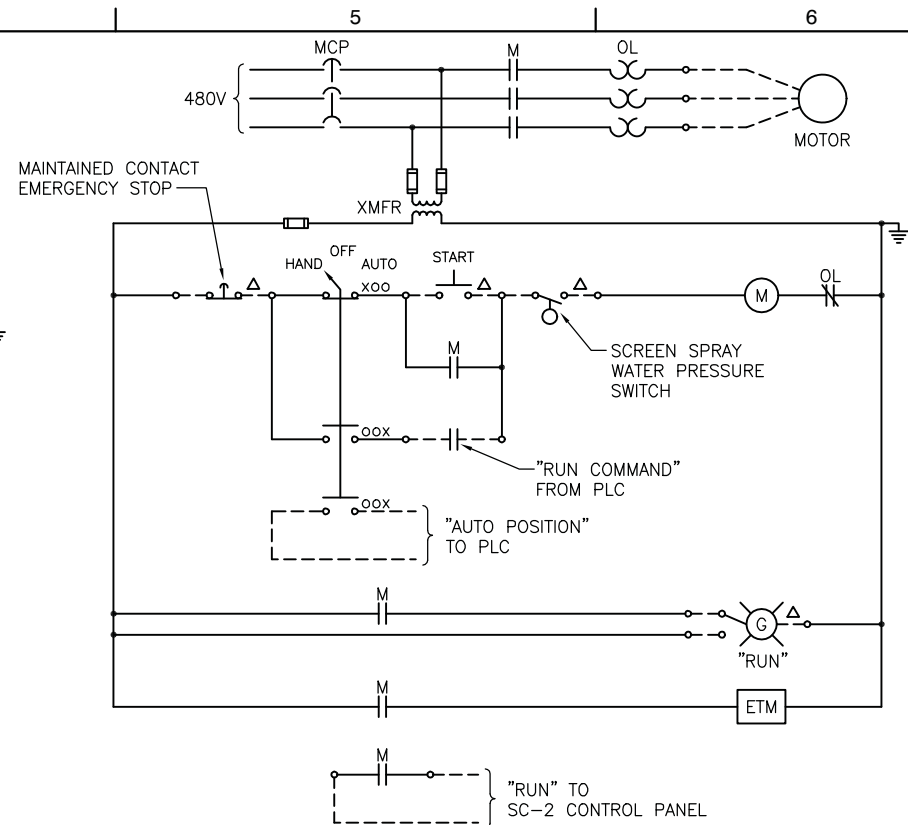 5
6
MCP
M
OL
480V
MOTOR
MAINTAINED CONTACT
EMERGENCY STOP
XMFR
HAND
OFF
AUTO
XOO
START
M
OL
M
SCREEN SPRAY
WATER PRESSURE
SWITCH
OOX
"RUN COMMAND"
FROM PLC
OOX
"AUTO POSITION"
TO PLC
M
G
"RUN"
M
ETM
M
"RUN" TO
SC-2 CONTROL PANEL